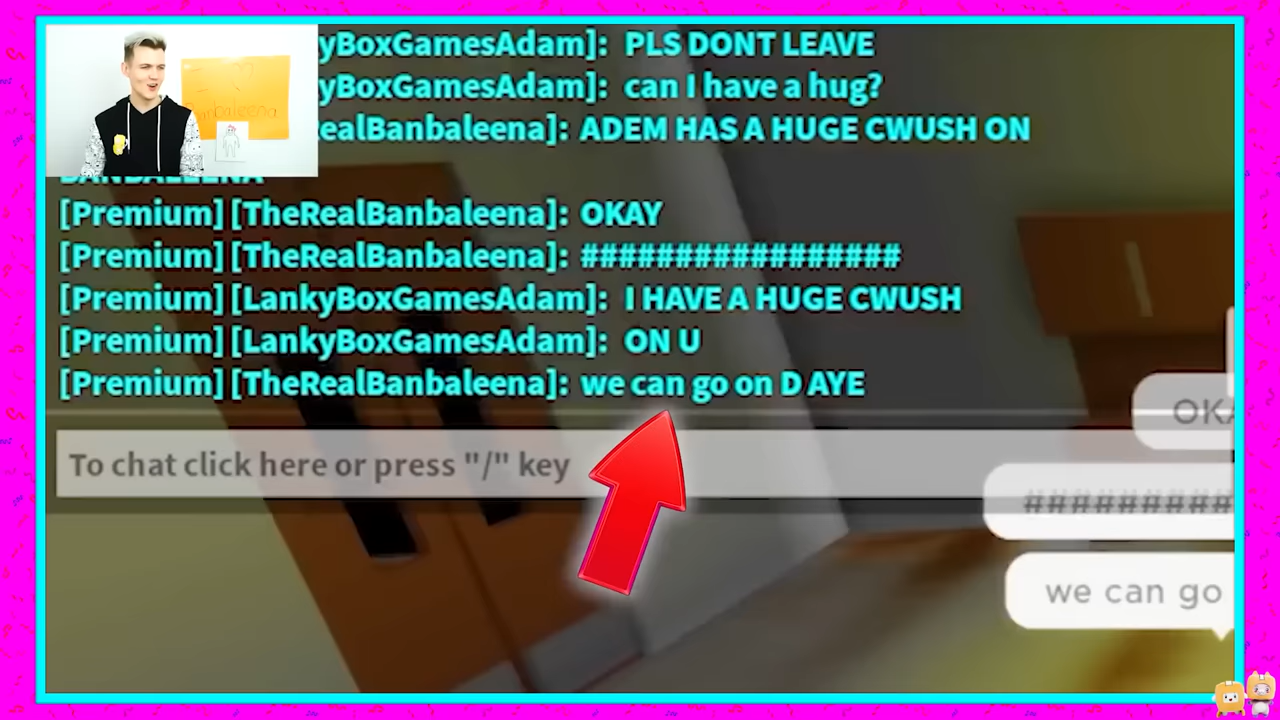 kyBoxGamesAdam]: PLS DONT LEAVE
kyBoxGamesAdam]: can I have a hug?
RealBanbaleena]: ADEM HAS A HUGE CWUSH ON
BANBALEENA
[Premium] [TheRealBanbaleena]: OKAY
[Premium] [TheRealBanbaleena]: #################
[Premium] [LankyBoxGamesAdam]: I HAVE A HUGE CWUSH
[Premium] [LankyBoxGamesAdam]: ON U
[Premium] [TheRealBanbaleena]: we can go on D AYE
To chat click here or press "/" key
OKA
#########
we can go
Banbaleena